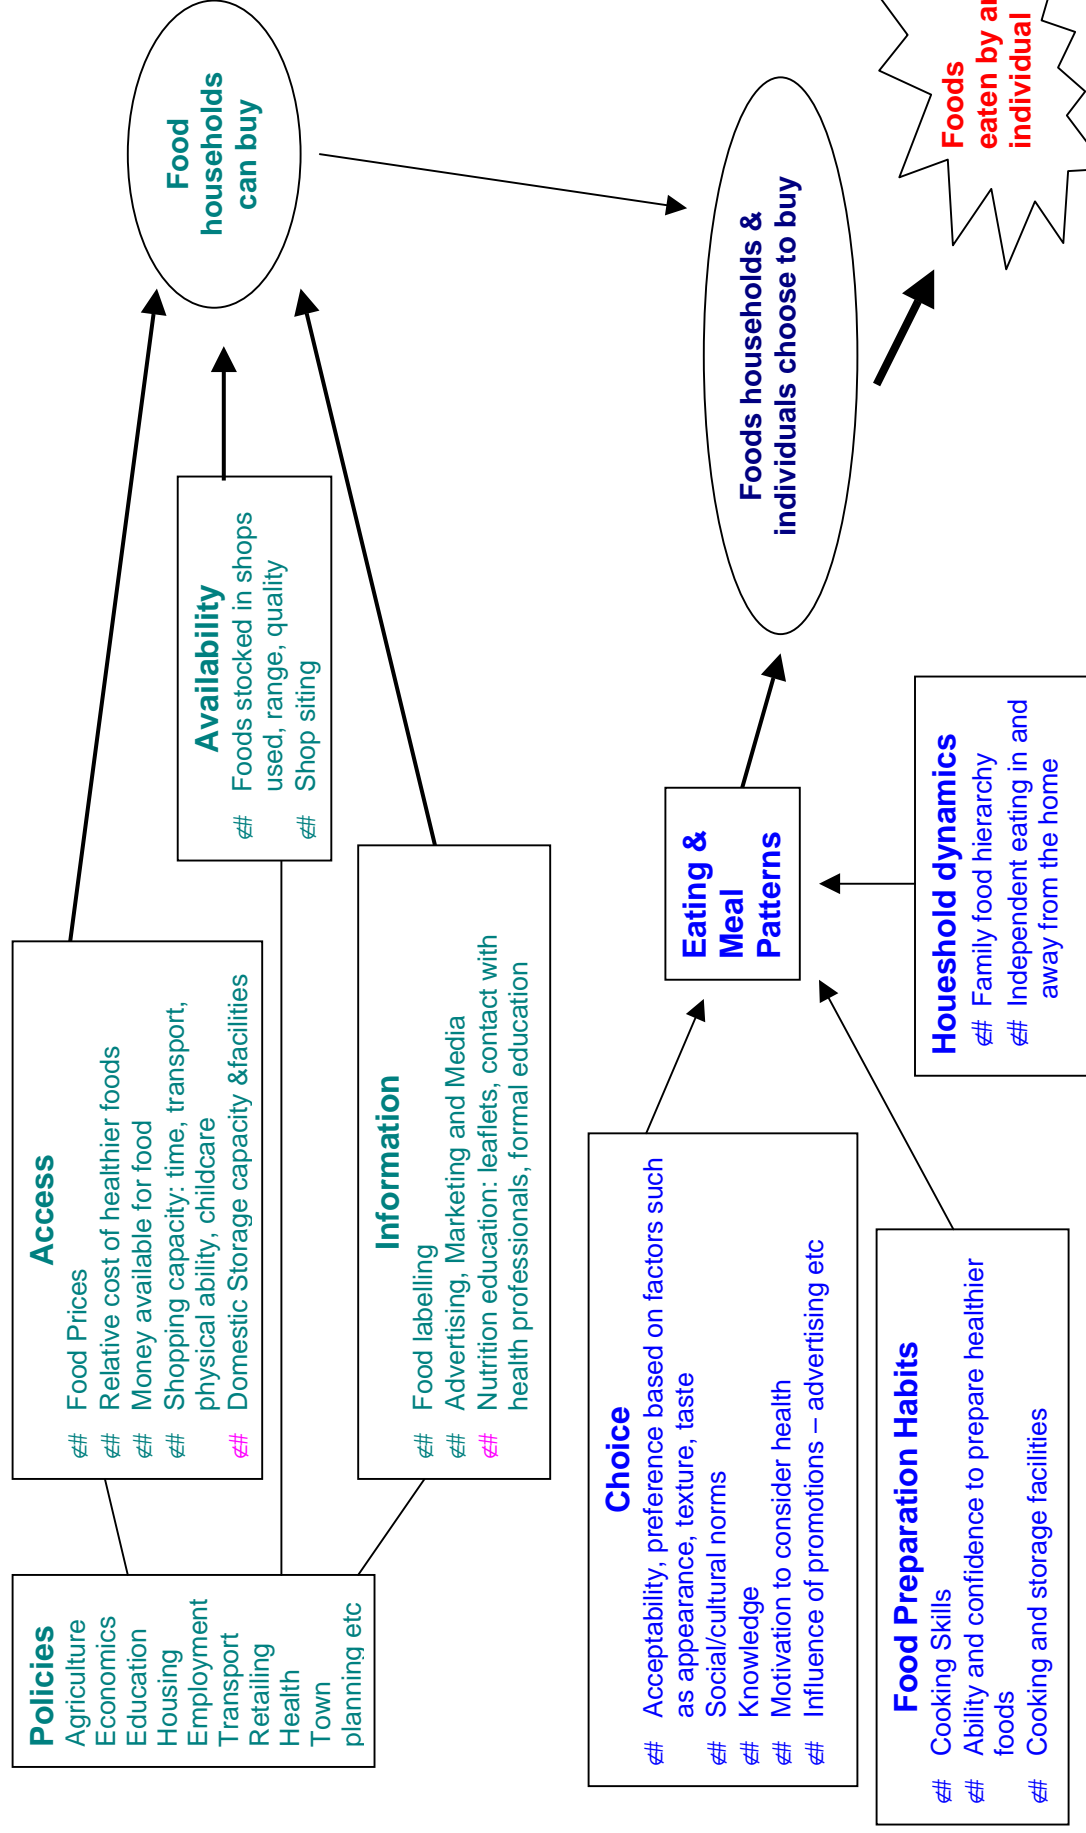 Policies
Agriculture
Economics
Education
Housing
Employment
Transport
Retailing
Health
Town
planning etc
Access
Food Prices
Relative cost of healthier foods
Money available for food
Shopping capacity: time, transport,
physical ability, childcare
Domestic Storage capacity &facilities
Availability
Foods stocked in shops
used, range, quality
Shop siting
Information
Food labelling
Advertising, Marketing and Media
Nutrition education: leaflets, contact with
health professionals, formal education
Food
households
can buy
Choice
Acceptability, preference based on factors such
as appearance, texture, taste
Social/cultural norms
Knowledge
Motivation to consider health
Influence of promotions – advertising etc
Food Preparation Habits
Cooking Skills
Ability and confidence to prepare healthier
foods
Cooking and storage facilities
Eating &
Meal
Patterns
Houeshold dynamics
Family food hierarchy
Independent eating in and
away from the home
Foods households &
individuals choose to buy
Foods
eaten by
individual